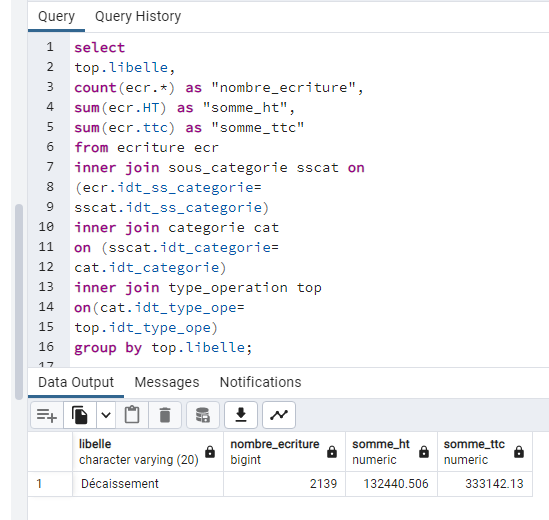 Query Query History
1 select
2 top.libelle,
3 count(ecr.*) as "nombre_ecriture",
4 sum(ecr.HT) as "somme_ht",
5 sum(ecr.ttc) as "somme_ttc"
6 from ecriture ecr
7 inner join sous_categorie sscat on
8 (ecr.idt_ss_categorie=
9 sscat.idt_ss_categorie)
10 inner join categorie cat
11 on (sscat.idt_categorie=
12 cat.idt_categorie)
13 inner join type_operation top
14 on(cat.idt_type_ope=
15 top.idt_type_ope)
16 group by top.libelle;
17
Data Output Messages Notifications
libelle nombre_ecriture somme_ht somme_ttc
character varying (20) bigint numeric numeric
1 Décaissement 2139 132440.506 333142.13